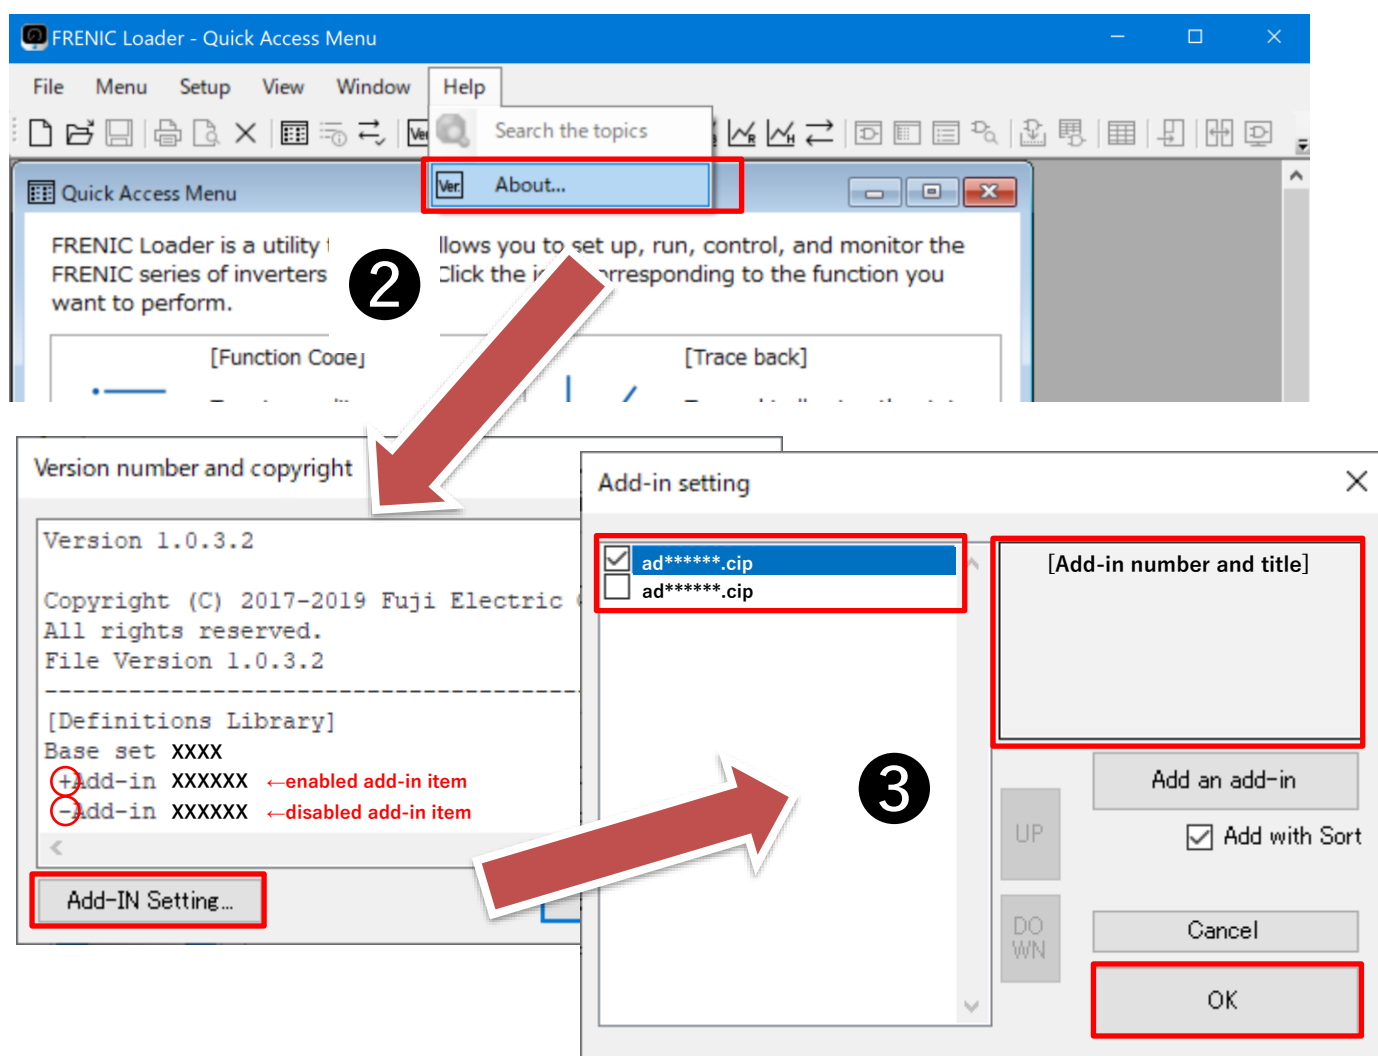 FRENIC Loader - Quick Access Menu
File Menu Setup View Window Help
Search the topics
Ver. About...
Quick Access Menu
FRENIC Loader is a utility llows you to set up, run, control, and monitor the
FRENIC series of inverters Click the i rresponding to the function you
want to perform.
2
[Function Code]
[Trace back]
Version number and copyright
Version 1.0.3.2
Copyright (C) 2017-2019 Fuji Electric
All rights reserved.
File Version 1.0.3.2
--------------------------------------
[Definitions Library]
Base set XXXX
+Add-in XXXXXX ←enabled add-in item
-Add-in XXXXXX ←disabled add-in item
Add-IN Setting...
3
Add-in setting
ad******.cip
ad******.cip
[Add-in number and title]
Add an add-in
UP
Add with Sort
DO
WN
Cancel
OK